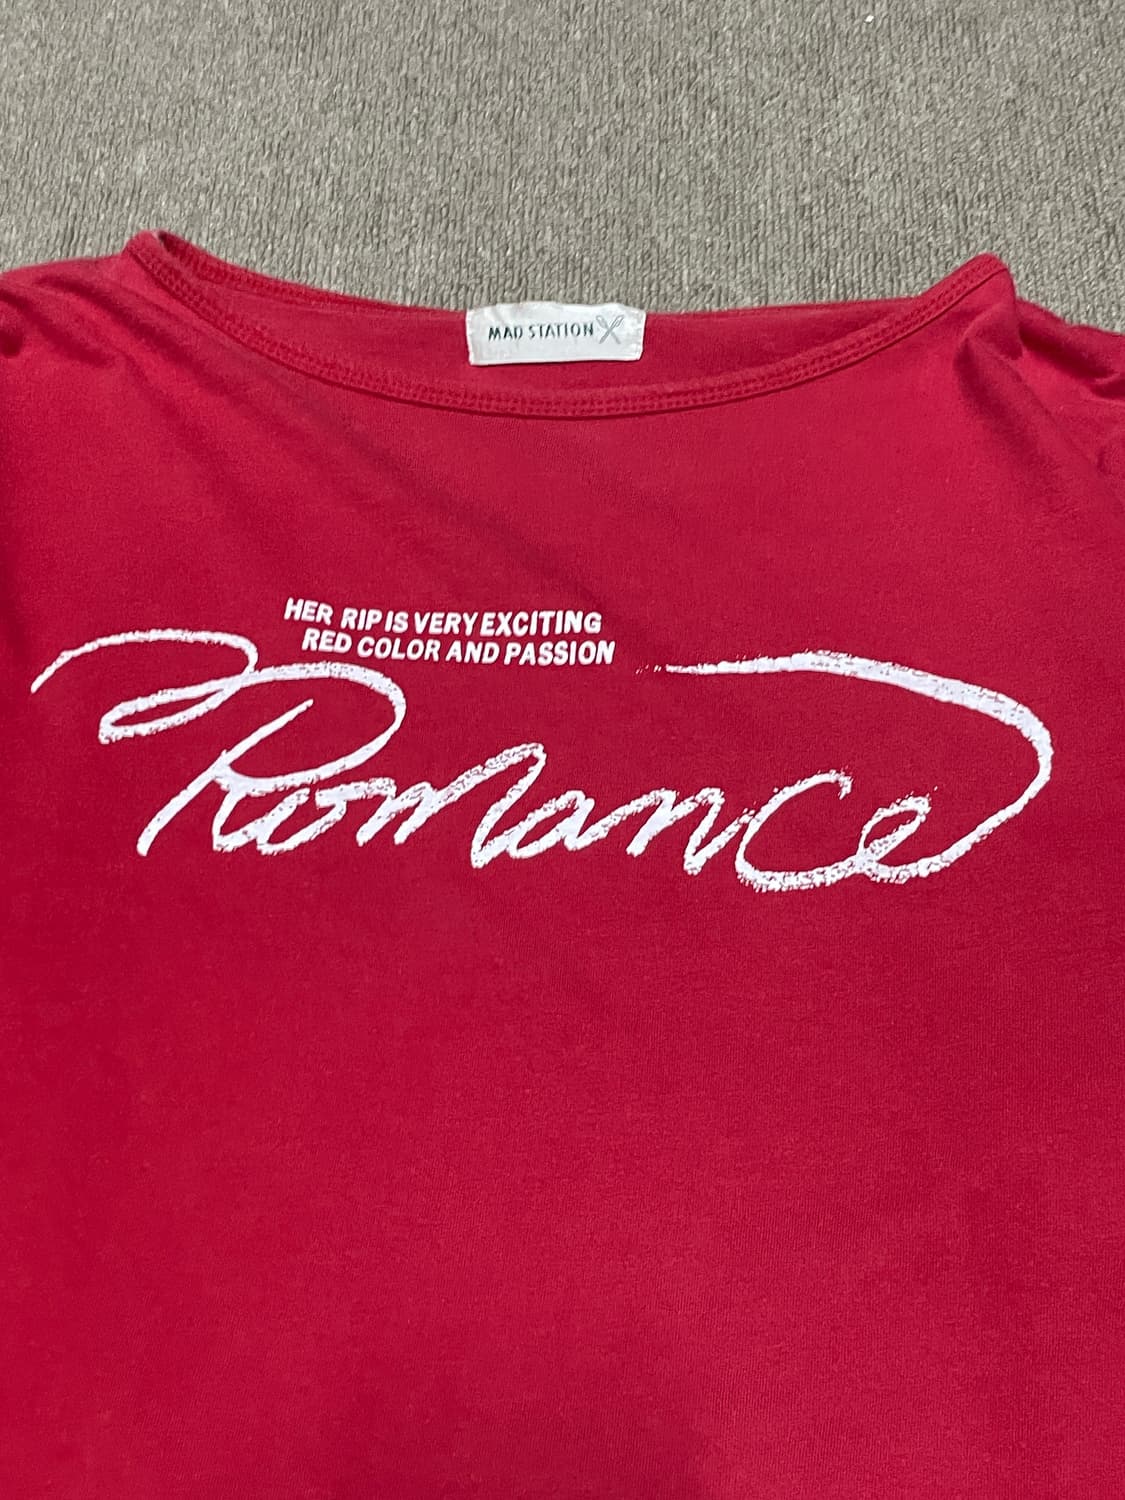 MAD STATION
HER RIP IS VERY EXCITING
RED COLOR AND PASSION
Romance